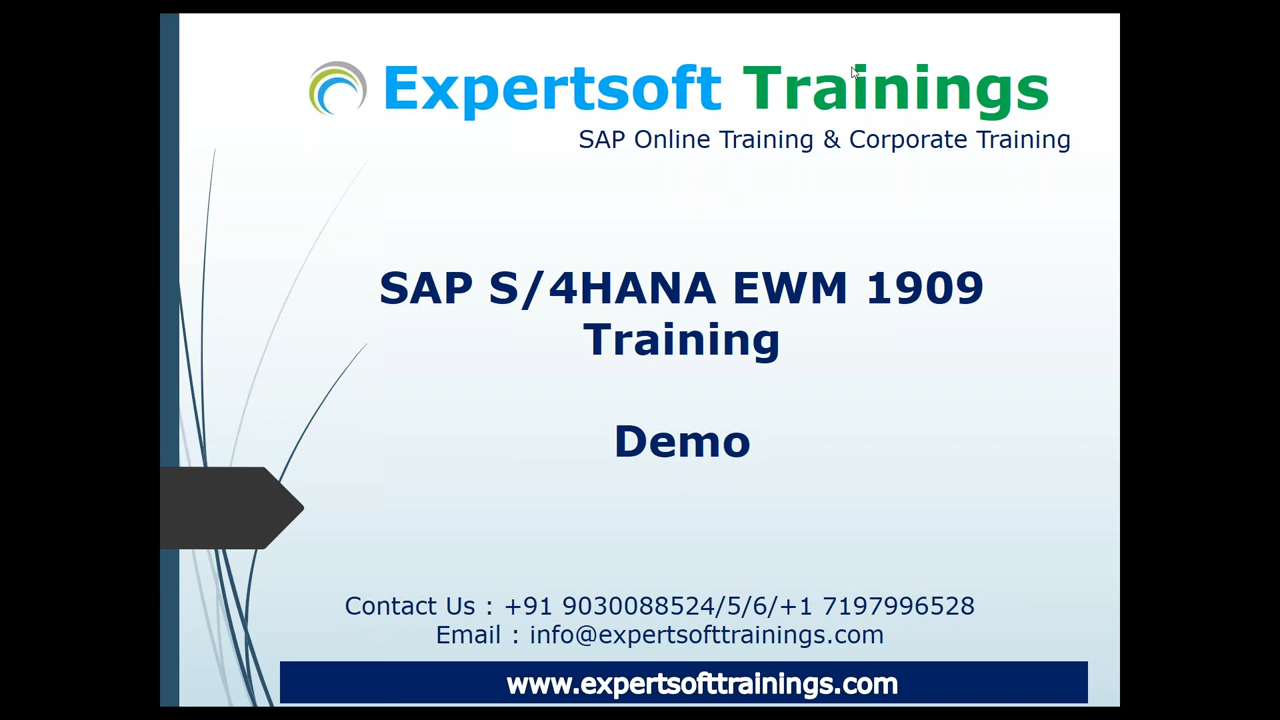 Expertsoft Trainings
SAP Online Training & Corporate Training
SAP S/4HANA EWM 1909
Training
Demo
Contact Us : +91 9030088524/5/6/+1 7197996528
Email : info@expertsofttrainings.com
www.expertsofttrainings.com